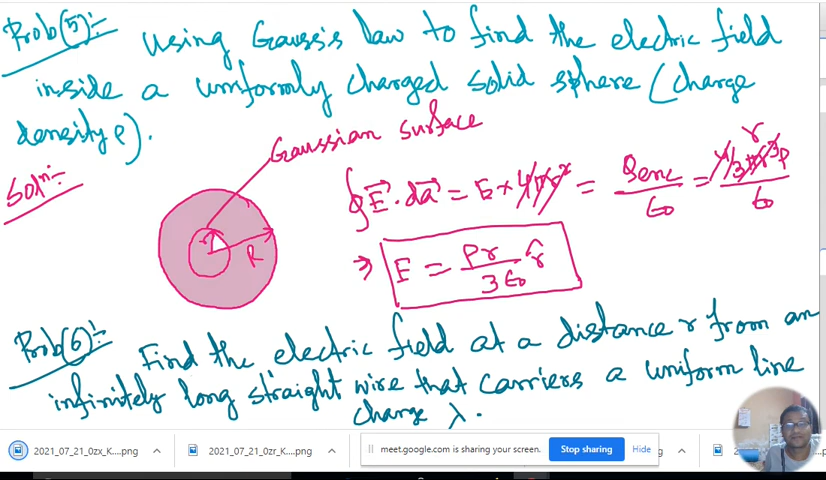 Prob(5):- Using Gauss's law to find the electric field
inside a uniformly charged solid sphere (charge
density ρ).
Gaussian surface
Solⁿ:-
∮E⃗·da⃗ = E × 4πr² = Qenc/ϵ₀ = 4/3 πr³ρ/ϵ₀
r
r
R
⇒ E = ρr/3ϵ₀ r̂
Prob(6):- Find the electric field at a distance r from an
infinitely long straight wire that carriers a uniform line
charge λ.
2021_07_21_0zx_K....png
2021_07_21_0zr_K....png
meet.google.com is sharing your screen.
Stop sharing
Hide
....png